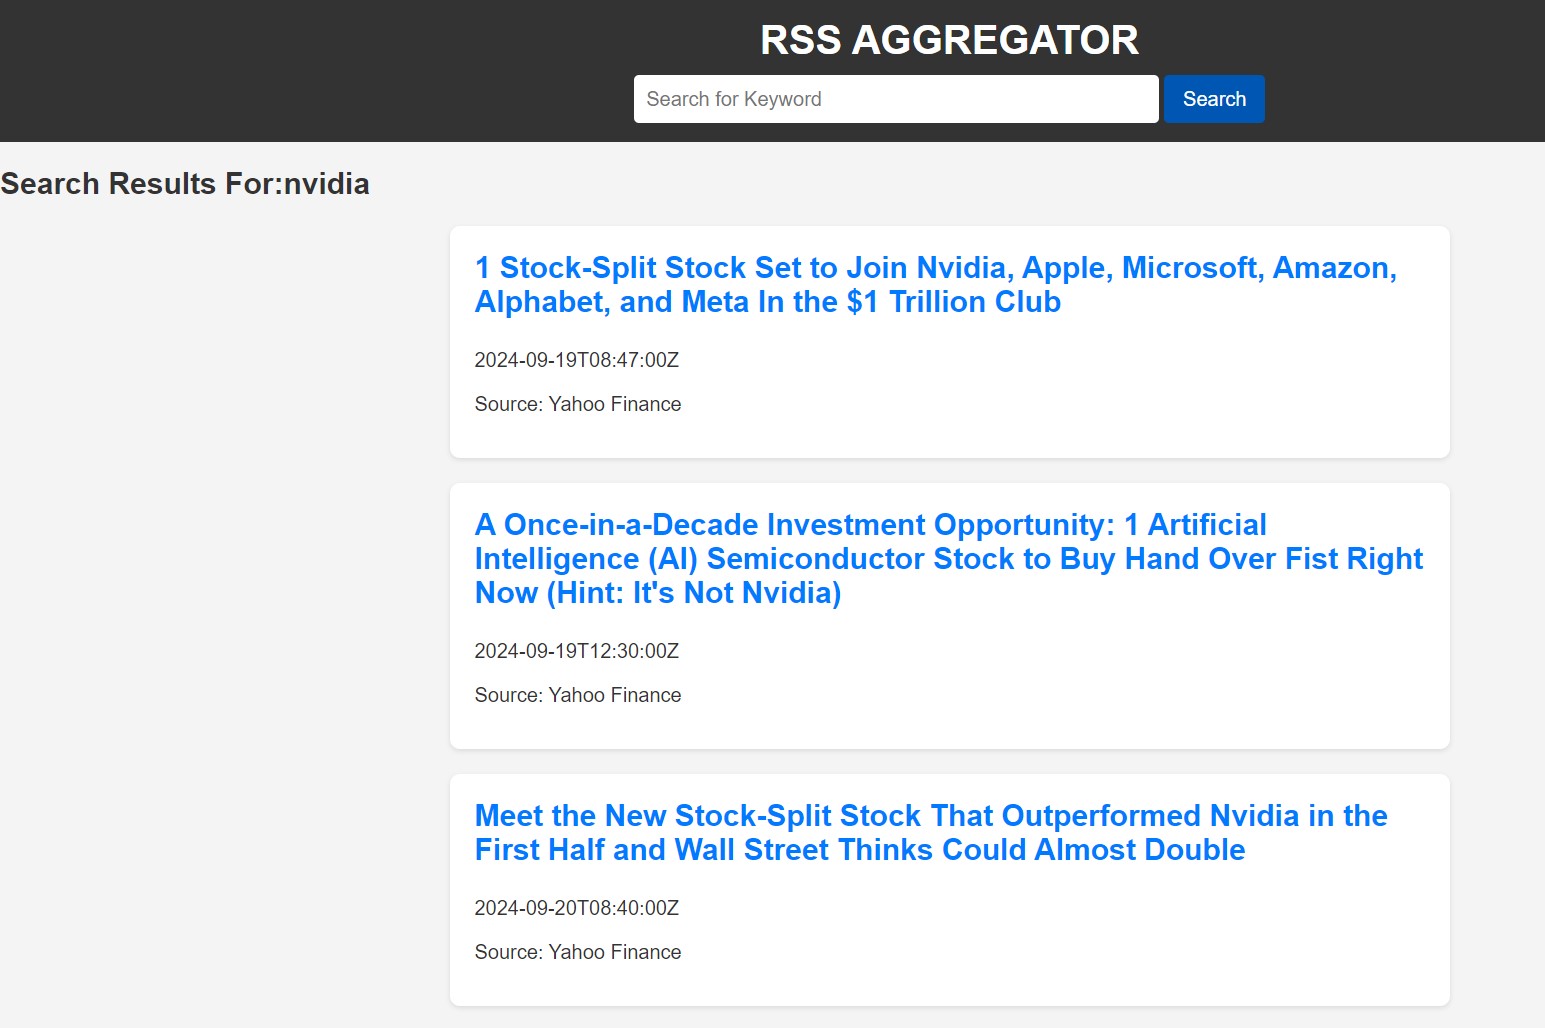 RSS AGGREGATOR
Search for Keyword
Search
Search Results For:nvidia
1 Stock-Split Stock Set to Join Nvidia, Apple, Microsoft, Amazon,
Alphabet, and Meta In the $1 Trillion Club
2024-09-19T08:47:00Z
Source: Yahoo Finance
A Once-in-a-Decade Investment Opportunity: 1 Artificial
Intelligence (AI) Semiconductor Stock to Buy Hand Over Fist Right
Now (Hint: It's Not Nvidia)
2024-09-19T12:30:00Z
Source: Yahoo Finance
Meet the New Stock-Split Stock That Outperformed Nvidia in the
First Half and Wall Street Thinks Could Almost Double
2024-09-20T08:40:00Z
Source: Yahoo Finance